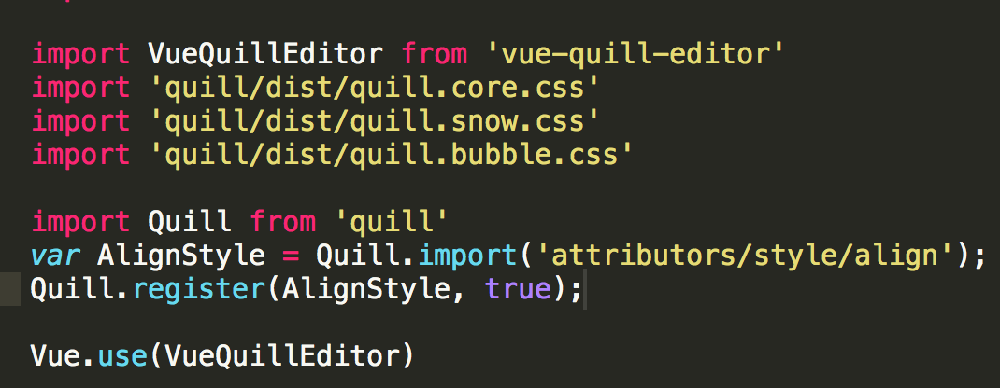 import VueQuillEditor from 'vue-quill-editor'
import 'quill/dist/quill.core.css'
import 'quill/dist/quill.snow.css'
import 'quill/dist/quill.bubble.css'
import Quill from 'quill'
var AlignStyle = Quill.import('attributors/style/align');
Quill.register(AlignStyle, true);
Vue.use(VueQuillEditor)